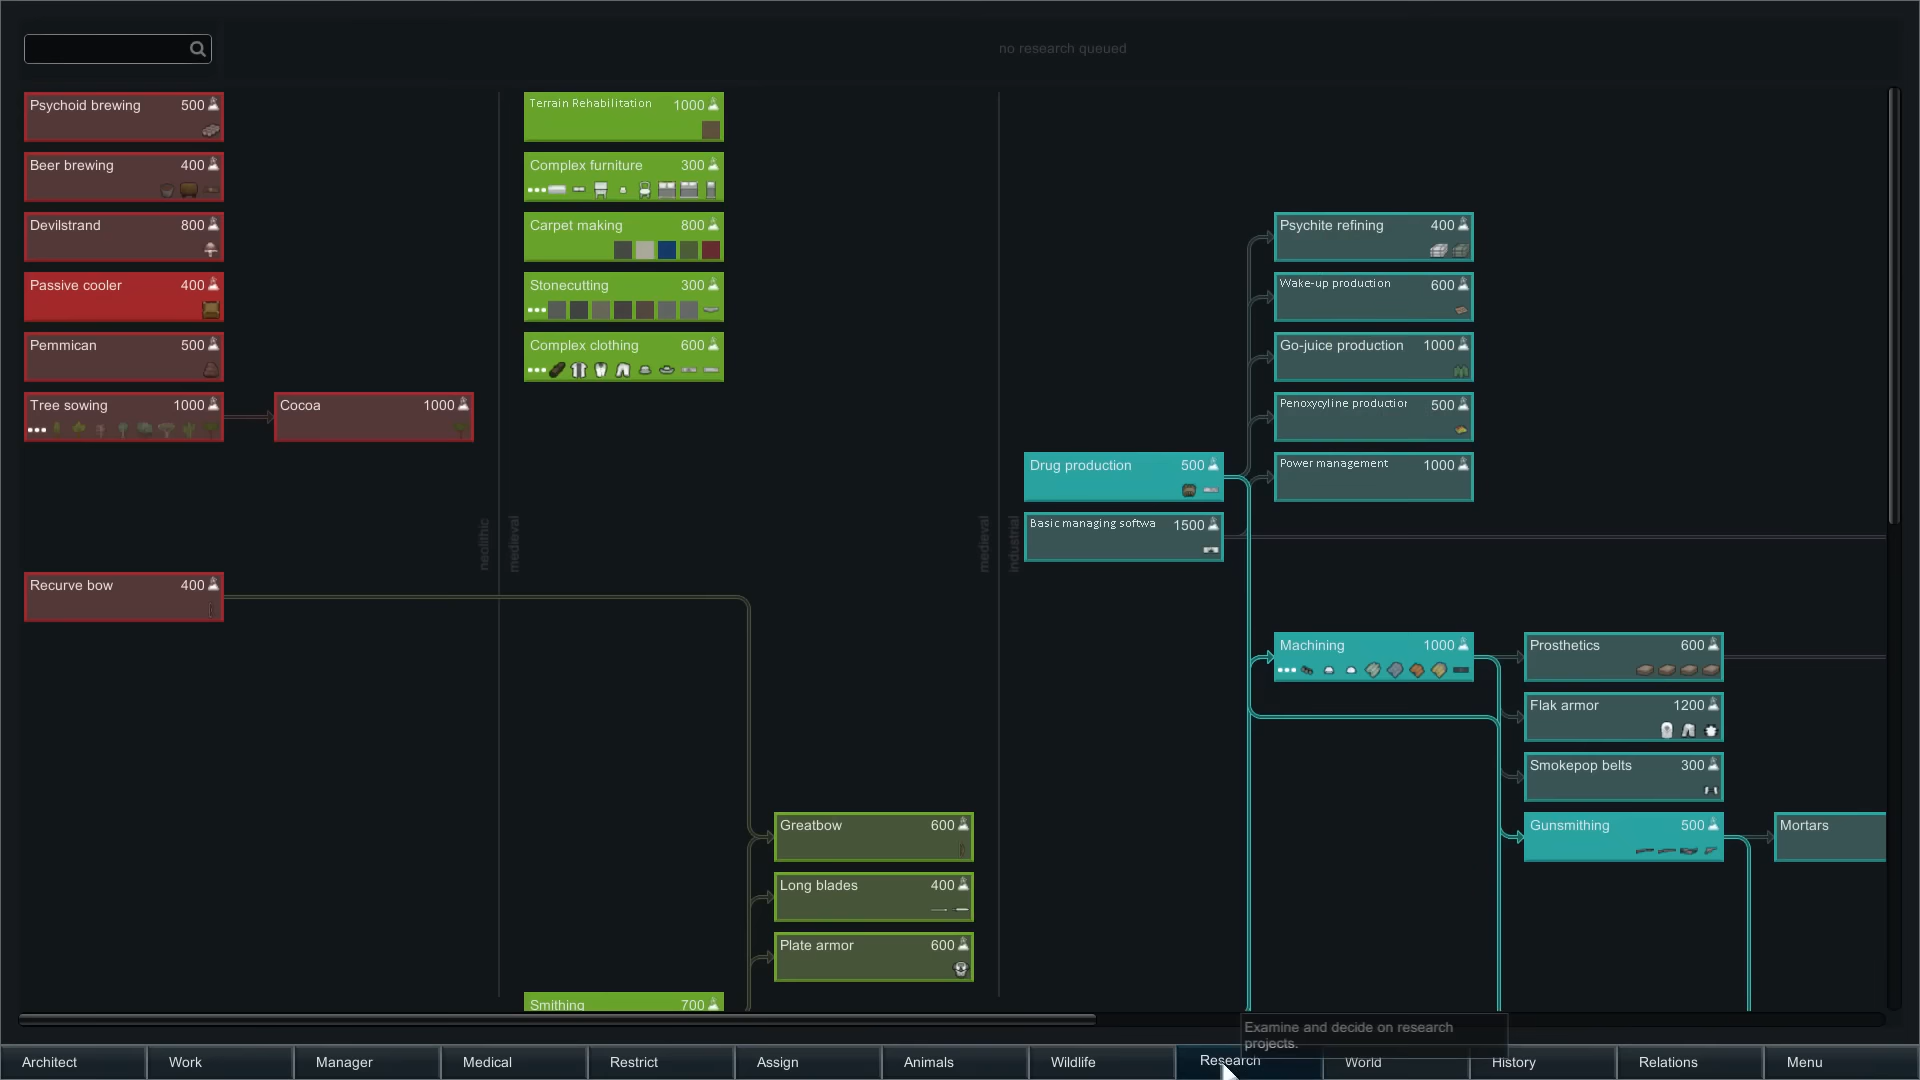 no research queued
Psychoid brewing 500
Beer brewing 400
Devilstrand 800
Passive cooler 400
Pemmican 500
Tree sowing 1000
Cocoa 1000
Recurve bow 400
neolithic
medieval
Terrain Rehabilitation 1000
Complex furniture 300
Carpet making 800
Stonecutting 300
Complex clothing 600
Greatbow 600
Long blades 400
Plate armor 600
Smithing 700
medieval
industrial
Drug production 500
Basic managing softwa 1500
Psychite refining 400
Wake-up production 600
Go-juice production 1000
Penoxycyline production 500
Power management 1000
Machining 1000
Prosthetics 600
Flak armor 1200
Smokepop belts 300
Gunsmithing 500
Mortars
Examine and decide on research
projects.
Architect Work Manager Medical Restrict Assign Animals Wildlife Research World History Relations Menu